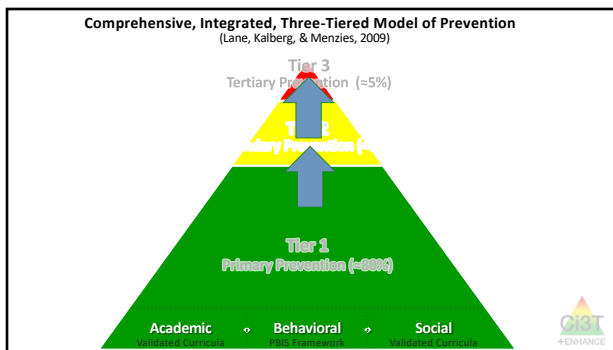 Comprehensive, Integrated, Three-Tiered Model of Prevention
(Lane, Kalberg, & Menzies, 2009)
Tier 3
Tertiary Prevention (≈5%)
Prevention
Tier 1
Primary Prevention (≈80%)
Academic Behavioral Social
Validated Curricula PBIS Framework Validated Curricula
Ci3T
+ENHANCE